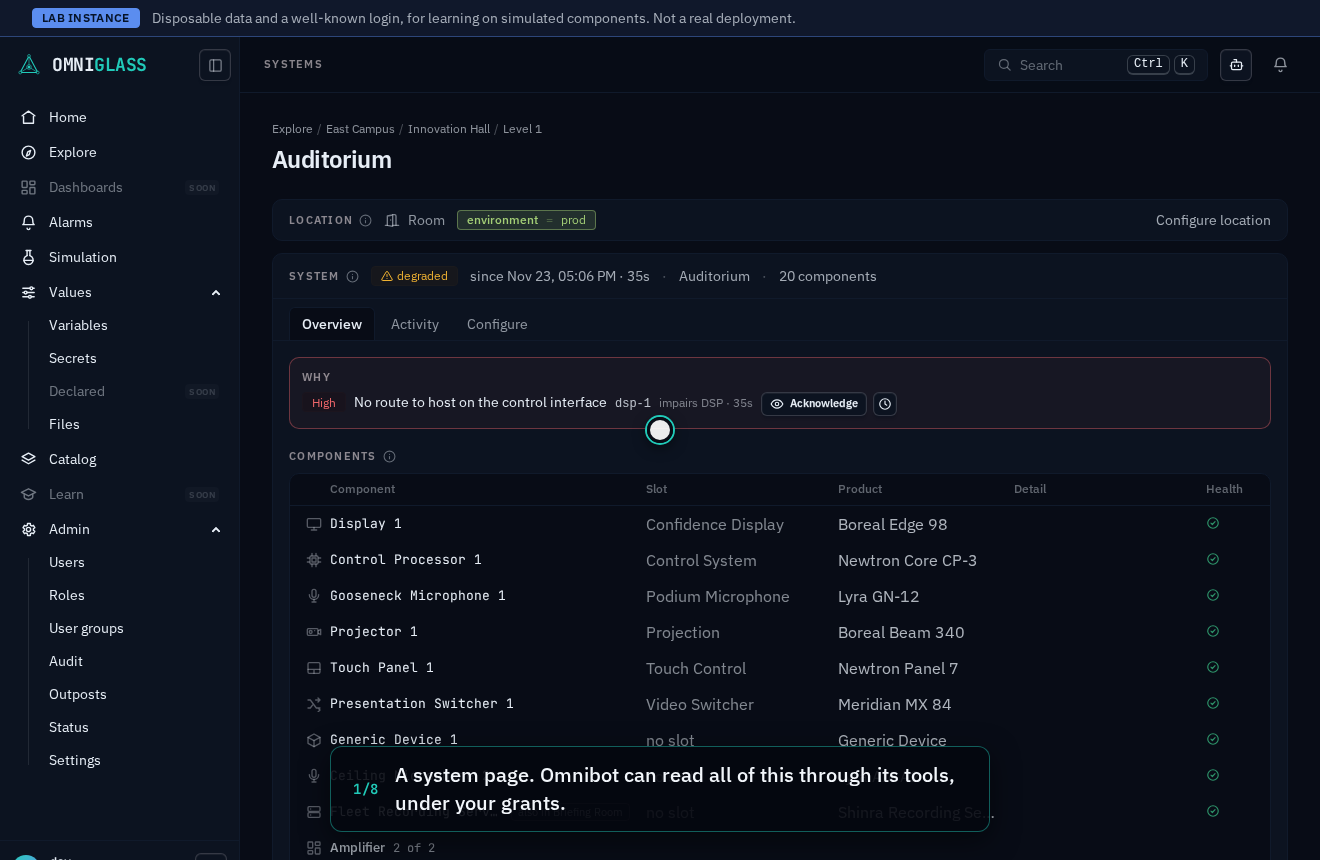 LAB INSTANCE Disposable data and a well-known login, for learning on simulated components. Not a real deployment.
OMNIGLASS
SYSTEMS
Search Ctrl K
Home
Explore
Dashboards SOON
Alarms
Simulation
Values
Variables
Secrets
Declared SOON
Files
Catalog
Learn SOON
Admin
Users
Roles
User groups
Audit
Outposts
Status
Settings
Explore / East Campus / Innovation Hall / Level 1
Auditorium
LOCATION Room environment = prod Configure location
SYSTEM degraded since Nov 23, 05:06 PM · 35s · Auditorium · 20 components
Overview Activity Configure
WHY
High No route to host on the control interface dsp-1 impairs DSP · 35s Acknowledge
COMPONENTS
Component Slot Product Detail Health
Display 1 Confidence Display Boreal Edge 98
Control Processor 1 Control System Newtron Core CP-3
Gooseneck Microphone 1 Podium Microphone Lyra GN-12
Projector 1 Projection Boreal Beam 340
Touch Panel 1 Touch Control Newtron Panel 7
Presentation Switcher 1 Video Switcher Meridian MX 84
Generic Device 1 no slot Generic Device
Ceiling
Fleet Recording Room no slot Shinra Recording Se…
Amplifier 2 of 2
1/8 A system page. Omnibot can read all of this through its tools,
under your grants.